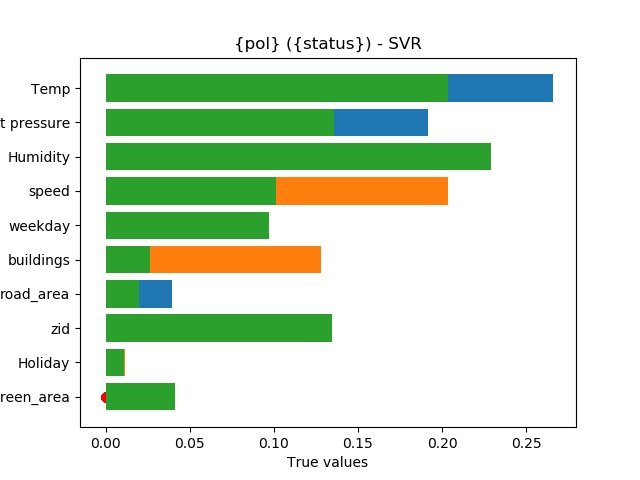 {pol} ({status}) - SVR
Temp
t pressure
Humidity
speed
weekday
buildings
road_area
zid
Holiday
reen_area
0.00 0.05 0.10 0.15 0.20 0.25
True values